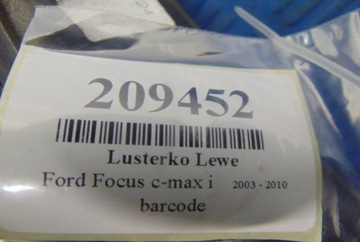 209452
Lusterko Lewe
Ford Focus c-max i 2003 - 2010
barcode